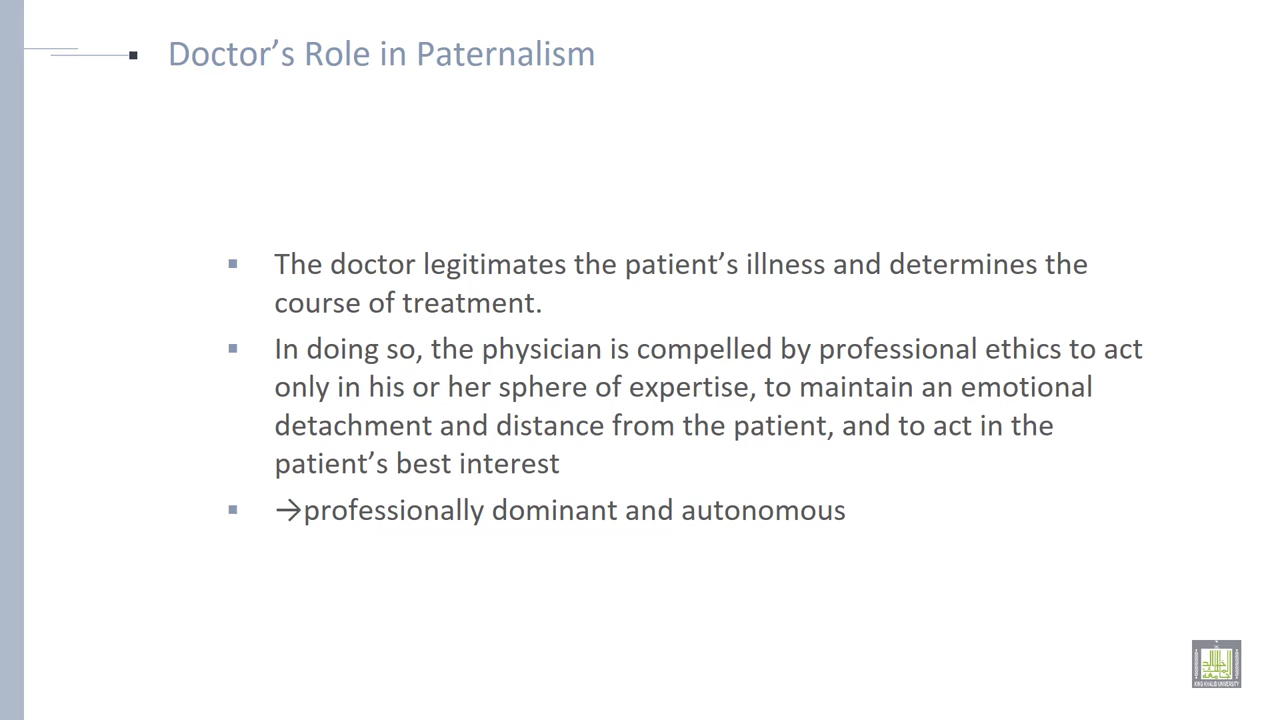 Doctor’s Role in Paternalism
▪ The doctor legitimates the patient’s illness and determines the
course of treatment.
▪ In doing so, the physician is compelled by professional ethics to act
only in his or her sphere of expertise, to maintain an emotional
detachment and distance from the patient, and to act in the
patient’s best interest
▪ →professionally dominant and autonomous
KING KHALID UNIVERSITY